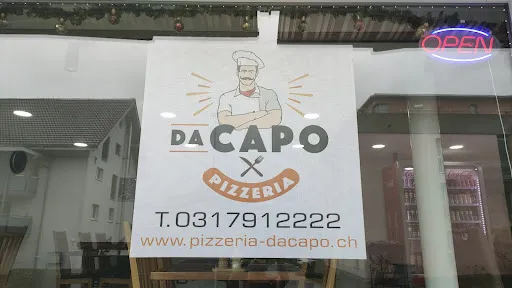 OPEN
DA CAPO
PIZZERIA
T.0317912222
www.pizzeria-dacapo.ch